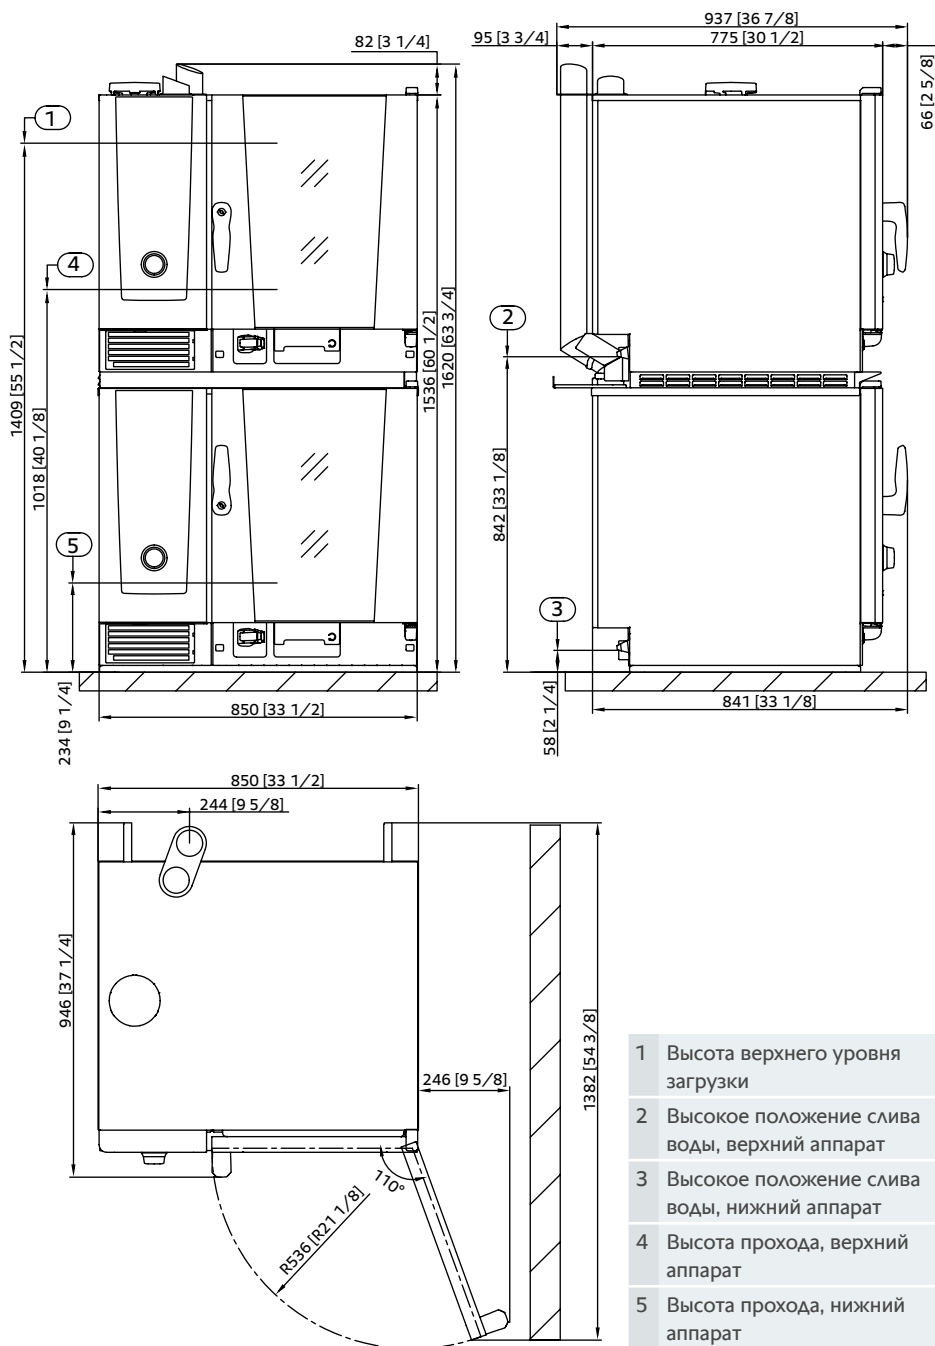 82 [3 1/4]
1
4
5
1409 [55 1/2]
1018 [40 1/8]
234 [9 1/4]
1536 [60 1/2]
1620 [63 3/4]
850 [33 1/2]
937 [36 7/8]
95 [3 3/4]
775 [30 1/2]
66 [2 5/8]
2
842 [33 1/8]
3
58 [2 1/4]
841 [33 1/8]
850 [33 1/2]
244 [9 5/8]
946 [37 1/4]
246 [9 5/8]
110°
R536 [R21 1/8]
1382 [54 3/8]
1 Высота верхнего уровня
загрузки
2 Высокое положение слива
воды, верхний аппарат
3 Высокое положение слива
воды, нижний аппарат
4 Высота прохода, верхний
аппарат
5 Высота прохода, нижний
аппарат